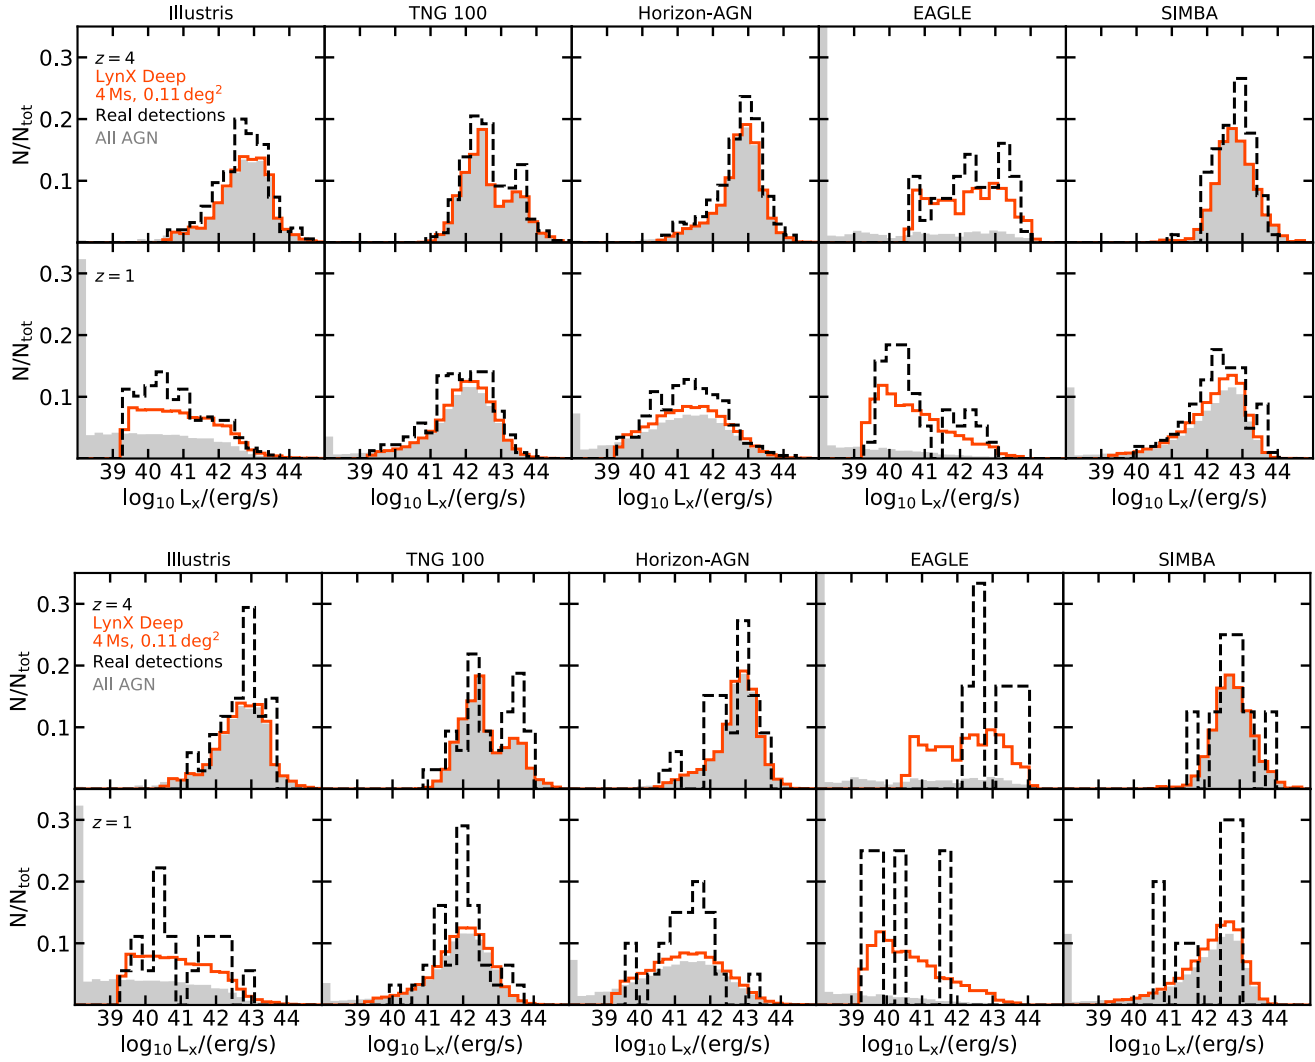 Illustris TNG 100 Horizon-AGN EAGLE SIMBA
0.3
z = 4
LynX Deep
4 Ms, 0.11 deg²
Real detections
All AGN
0.2
0.1
N/N_tot
z = 1
0.3
0.2
0.1
N/N_tot
39 40 41 42 43 44 39 40 41 42 43 44 39 40 41 42 43 44 39 40 41 42 43 44 39 40 41 42 43 44
log₁₀ Lₓ/(erg/s) log₁₀ Lₓ/(erg/s) log₁₀ Lₓ/(erg/s) log₁₀ Lₓ/(erg/s) log₁₀ Lₓ/(erg/s)
Illustris TNG 100 Horizon-AGN EAGLE SIMBA
0.3
z = 4
LynX Deep
4 Ms, 0.11 deg²
Real detections
All AGN
0.2
0.1
N/N_tot
z = 1
0.3
0.2
0.1
N/N_tot
39 40 41 42 43 44 39 40 41 42 43 44 39 40 41 42 43 44 39 40 41 42 43 44 39 40 41 42 43 44
log₁₀ Lₓ/(erg/s) log₁₀ Lₓ/(erg/s) log₁₀ Lₓ/(erg/s) log₁₀ Lₓ/(erg/s) log₁₀ Lₓ/(erg/s)